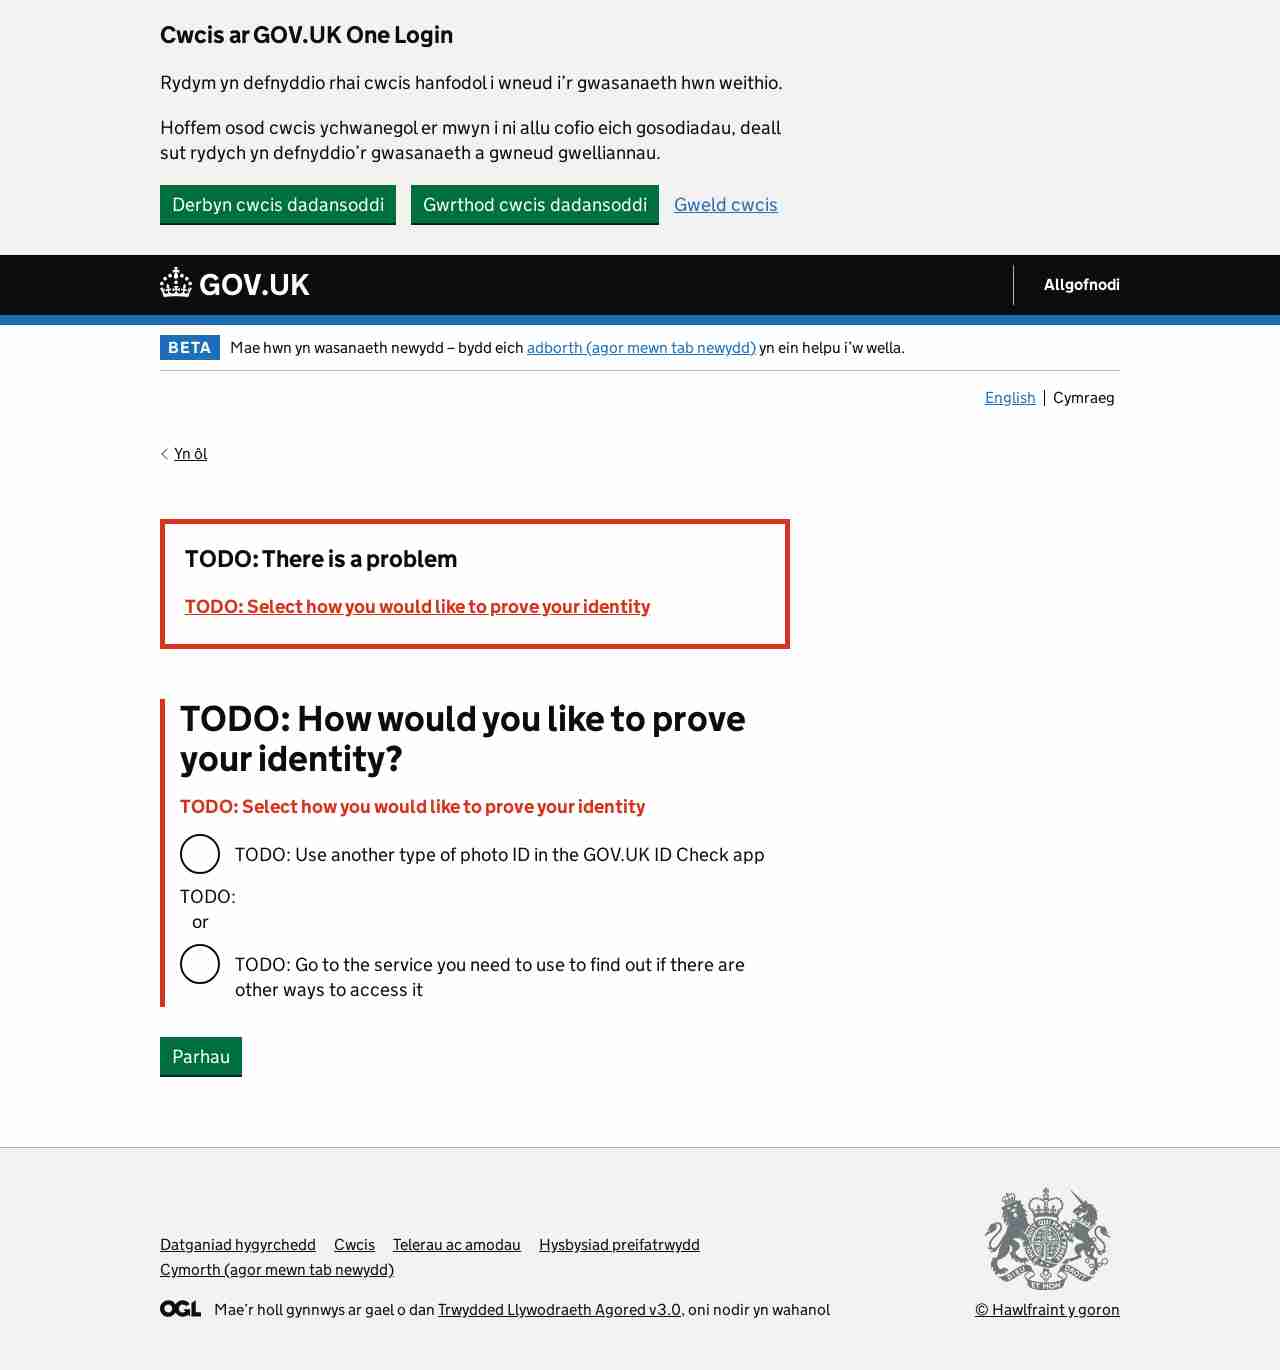 Cwcis ar GOV.UK One Login
Rydym yn defnyddio rhai cwcis hanfodol i wneud i’r gwasanaeth hwn weithio.
Hoffem osod cwcis ychwanegol er mwyn i ni allu cofio eich gosodiadau, deall
sut rydych yn defnyddio’r gwasanaeth a gwneud gwelliannau.
Derbyn cwcis dadansoddi Gwrthod cwcis dadansoddi Gweld cwcis
GOV.UK Allgofnodi
BETA Mae hwn yn wasanaeth newydd – bydd eich adborth (agor mewn tab newydd) yn ein helpu i’w wella.
English Cymraeg
Yn ôl
TODO: There is a problem
TODO: Select how you would like to prove your identity
TODO: How would you like to prove
your identity?
TODO: Select how you would like to prove your identity
TODO: Use another type of photo ID in the GOV.UK ID Check app
TODO:
or
TODO: Go to the service you need to use to find out if there are
other ways to access it
Parhau
Datganiad hygyrchedd Cwcis Telerau ac amodau Hysbysiad preifatrwydd
Cymorth (agor mewn tab newydd)
OGL Mae’r holl gynnwys ar gael o dan Trwydded Llywodraeth Agored v3.0, oni nodir yn wahanol
© Hawlfraint y goron